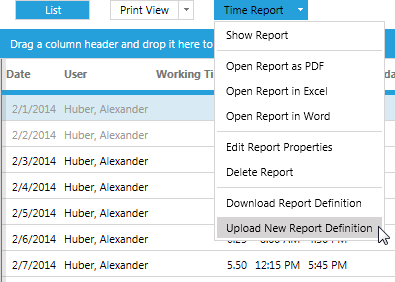 List Print View Time Report
Drag a column header and drop it here to
Show Report
Open Report as PDF
Open Report in Excel
Open Report in Word
Edit Report Properties
Delete Report
Download Report Definition
Upload New Report Definition
Date User Working Ti
2/1/2014 Huber, Alexander
2/2/2014 Huber, Alexander
2/3/2014 Huber, Alexander
2/4/2014 Huber, Alexander
2/5/2014 Huber, Alexander
2/6/2014 Huber, Alexander
2/7/2014 Huber, Alexander 5.50 12:15 PM 5:45 PM